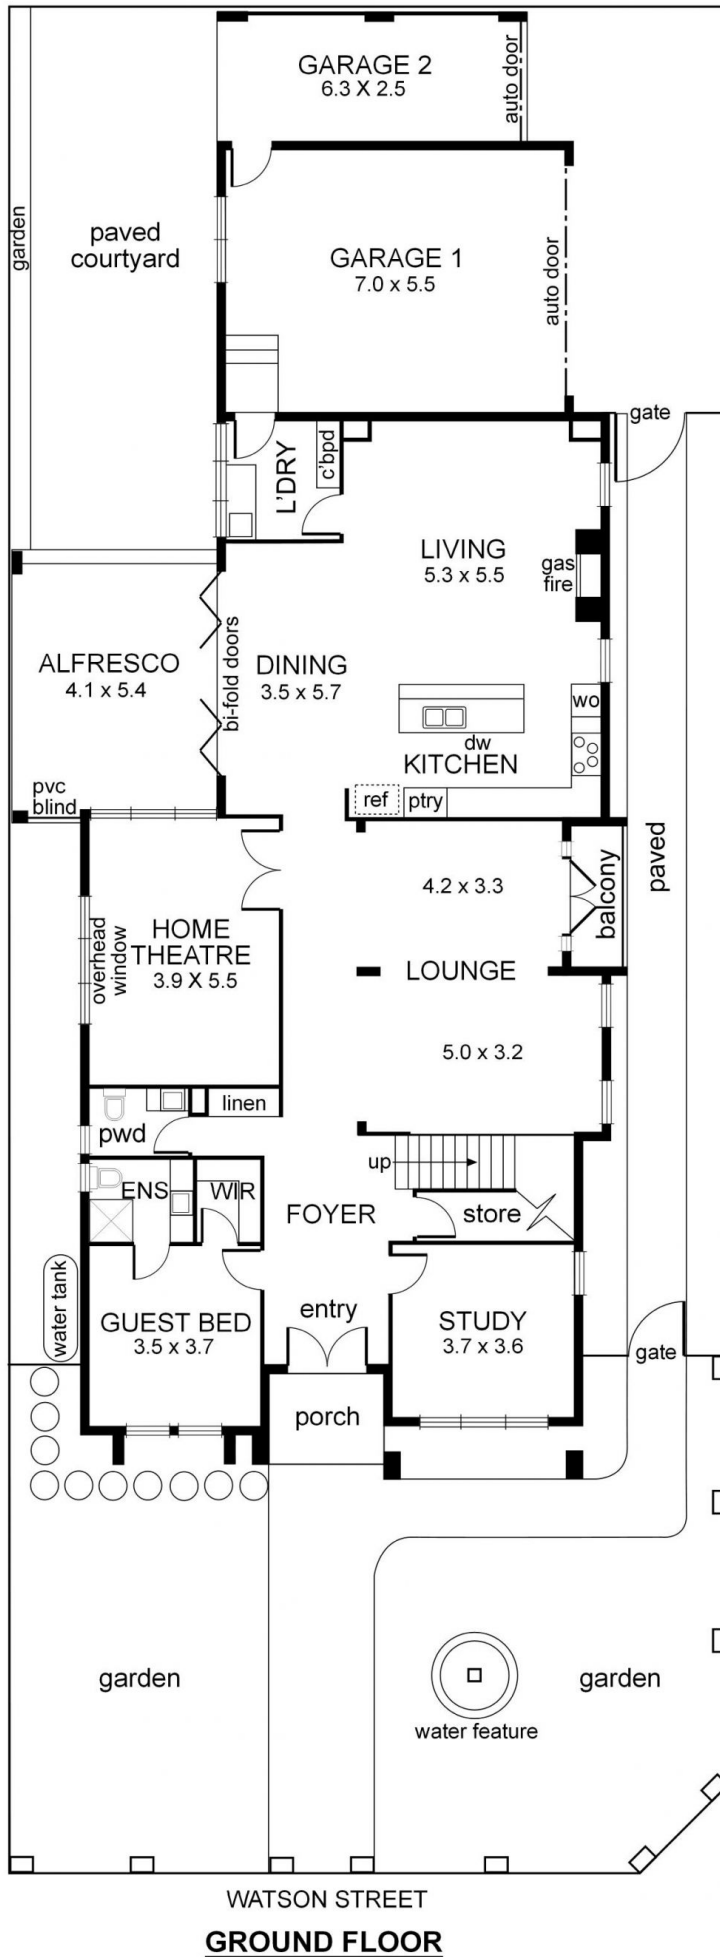 GARAGE 2
6.3 X 2.5
auto door
garden
paved
courtyard
GARAGE 1
7.0 x 5.5
auto door
gate
L'DRY
c'bpd
LIVING
5.3 x 5.5
gas
fire
ALFRESCO
4.1 x 5.4
bi-fold doors
DINING
3.5 x 5.7
wo
dw
KITCHEN
pvc
blind
ref
ptry
paved
4.2 x 3.3
balcony
overhead
window
HOME
THEATRE
3.9 X 5.5
LOUNGE
5.0 x 3.2
linen
pwd
up
ENS
WIR
FOYER
store
water tank
GUEST BED
3.5 x 3.7
entry
STUDY
3.7 x 3.6
gate
porch
garden
garden
water feature
WATSON STREET
GROUND FLOOR